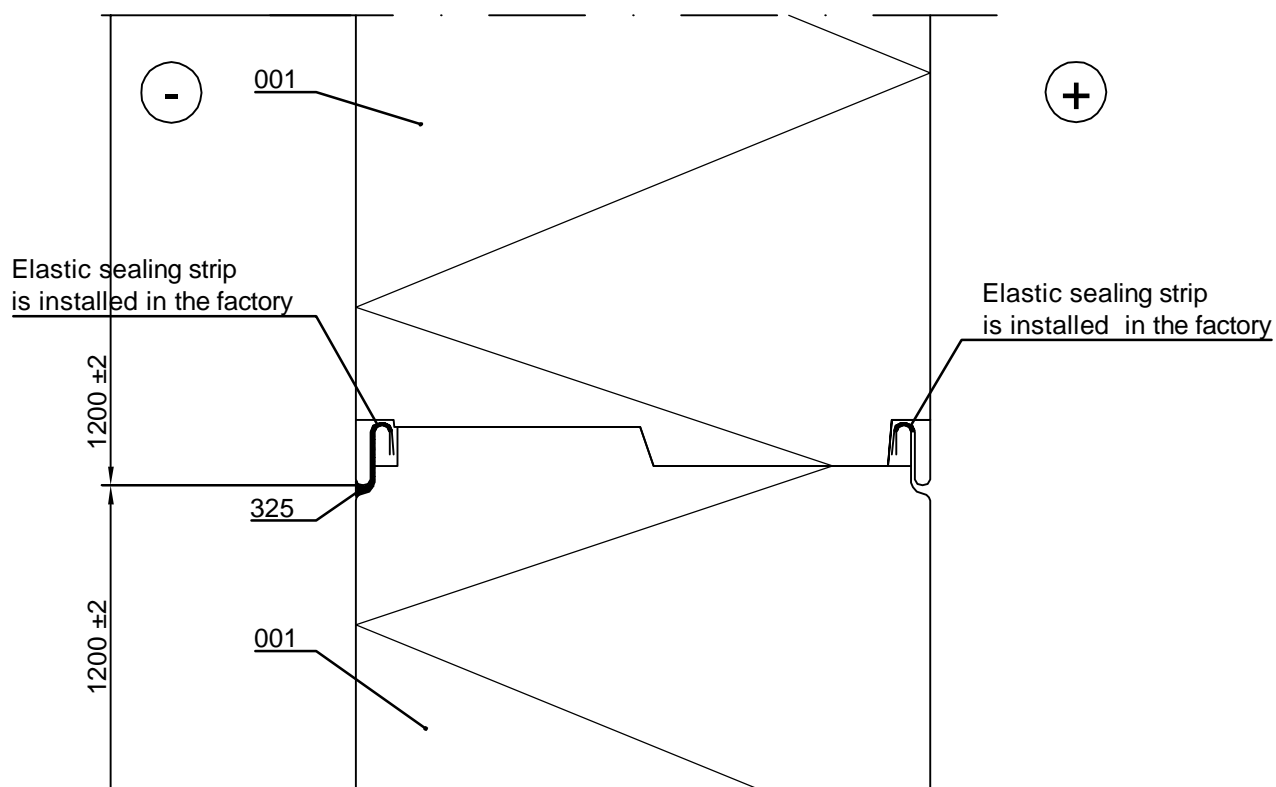 001
-
+
Elastic sealing strip
is installed in the factory
Elastic sealing strip
is installed in the factory
1200 ±2
325
1200 ±2
001